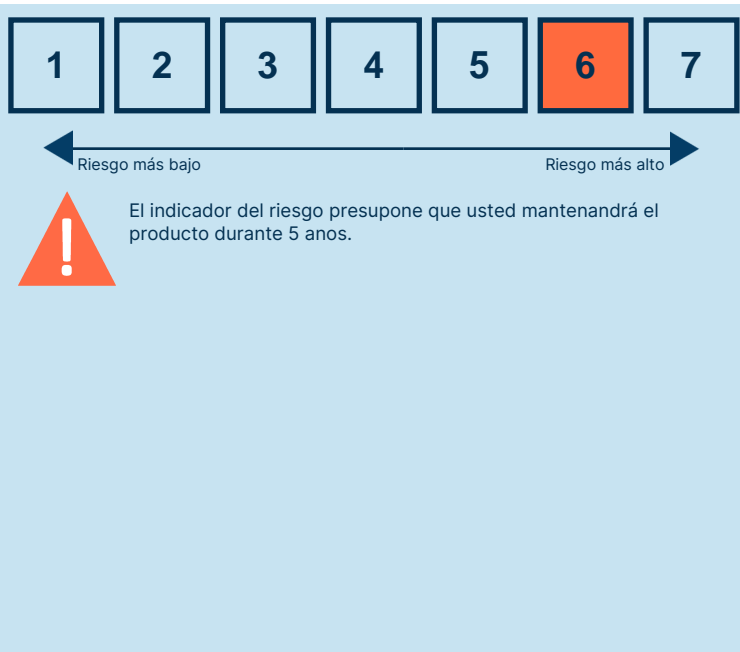 1 2 3 4 5 6 7
Riesgo más bajo Riesgo más alto
El indicador del riesgo presupone que usted mantenandrá el
producto durante 5 anos.